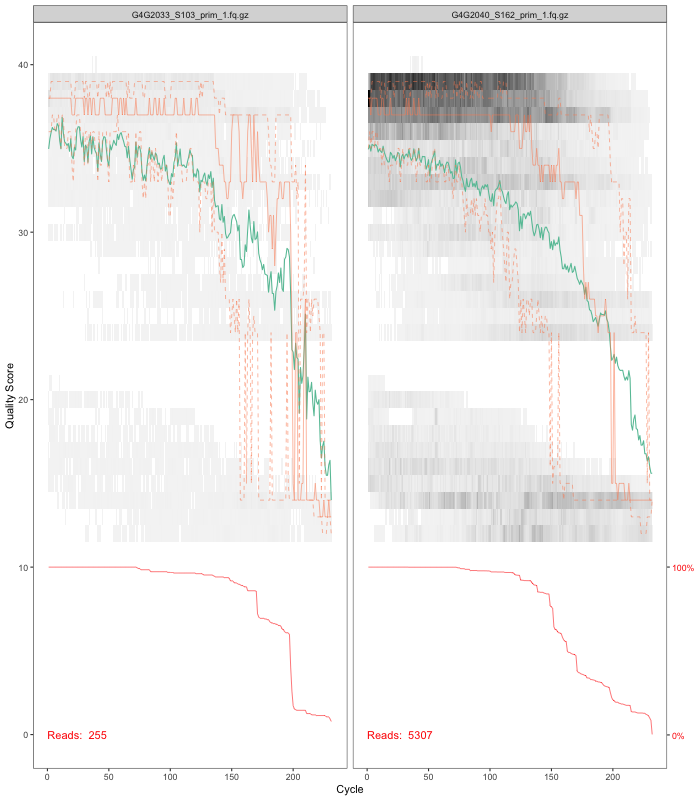 G4G2033_S103_prim_1.fq.gz
G4G2040_S162_prim_1.fq.gz
Quality Score
40
30
20
10
0
100%
0%
Reads: 255
Reads: 5307
0 50 100 150 200
0 50 100 150 200
Cycle